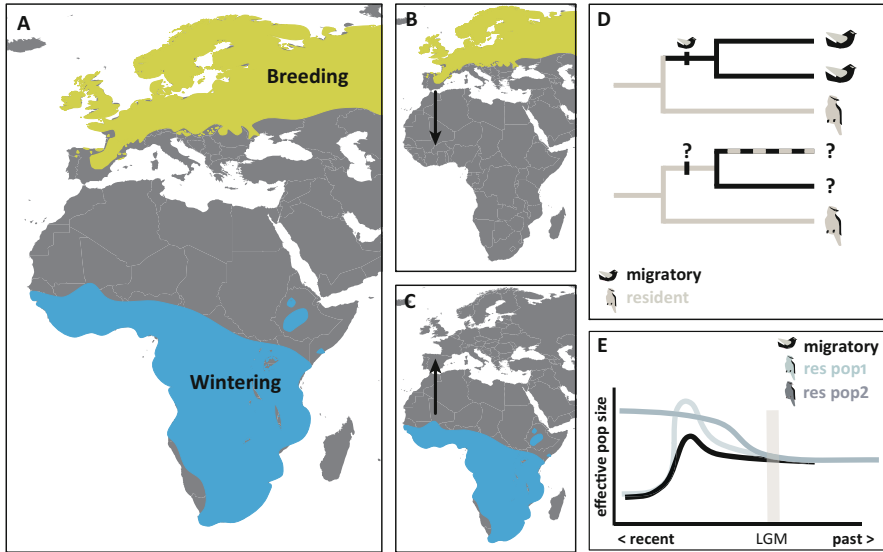 A
Breeding
Wintering
B
C
D
?
?
?
migratory
resident
E
migratory
res pop1
res pop2
effective pop size
< recent
LGM
past >